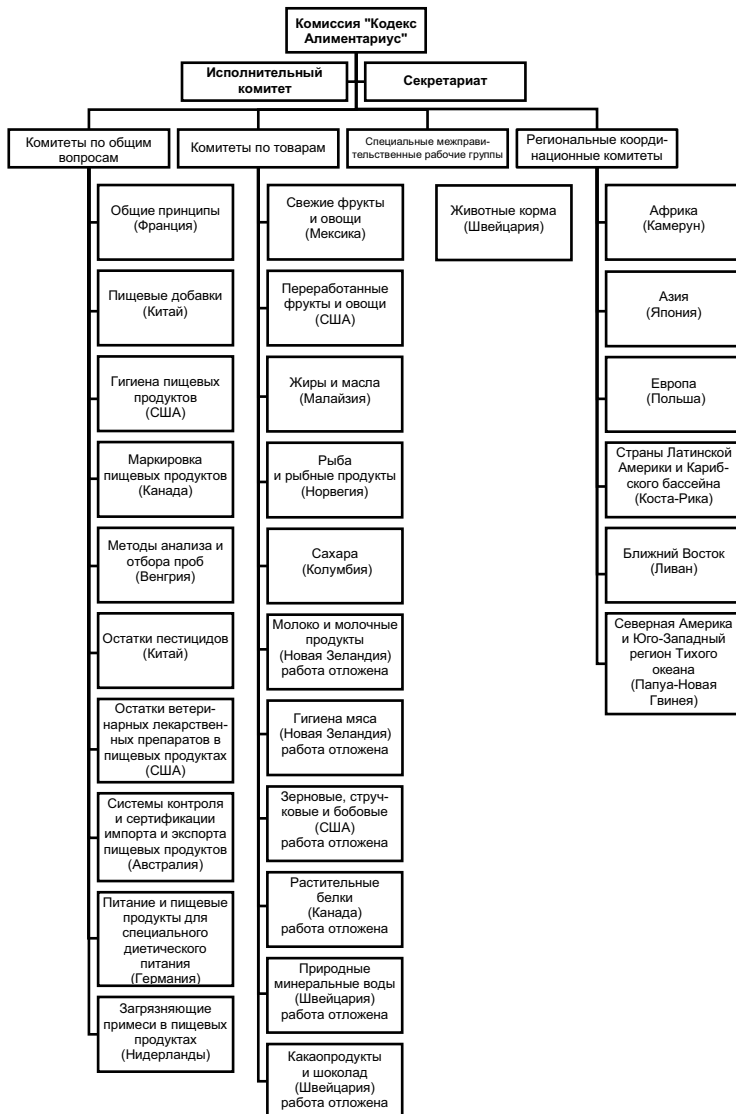 Комиссия "Кодекс
Алиментариус"
Исполнительный
комитет
Секретариат
Комитеты по общим
вопросам
Комитеты по товарам
Специальные межправи-
тельственные рабочие группы
Региональные коорди-
национные комитеты
Общие принципы
(Франция)
Пищевые добавки
(Китай)
Гигиена пищевых
продуктов
(США)
Маркировка
пищевых продуктов
(Канада)
Методы анализа и
отбора проб
(Венгрия)
Остатки пестицидов
(Китай)
Остатки ветери-
нарных лекарствен-
ных препаратов в
пищевых продуктах
(США)
Системы контроля
и сертификации
импорта и экспорта
пищевых продуктов
(Австралия)
Питание и пищевые
продукты для
специального
диетического
питания
(Германия)
Загрязняющие
примеси в пищевых
продуктах
(Нидерланды)
Свежие фрукты
и овощи
(Мексика)
Переработанные
фрукты и овощи
(США)
Жиры и масла
(Малайзия)
Рыба
и рыбные продукты
(Норвегия)
Сахара
(Колумбия)
Молоко и молочные
продукты
(Новая Зеландия)
работа отложена
Гигиена мяса
(Новая Зеландия)
работа отложена
Зерновые, струч-
ковые и бобовые
(США)
работа отложена
Растительные
белки
(Канада)
работа отложена
Природные
минеральные воды
(Швейцария)
работа отложена
Какаопродукты
и шоколад
(Швейцария)
работа отложена
Животные корма
(Швейцария)
Африка
(Камерун)
Азия
(Япония)
Европа
(Польша)
Страны Латинской
Америки и Кариб-
ского бассейна
(Коста-Рика)
Ближний Восток
(Ливан)
Северная Америка
и Юго-Западный
регион Тихого
океана
(Папуа-Новая
Гвинея)